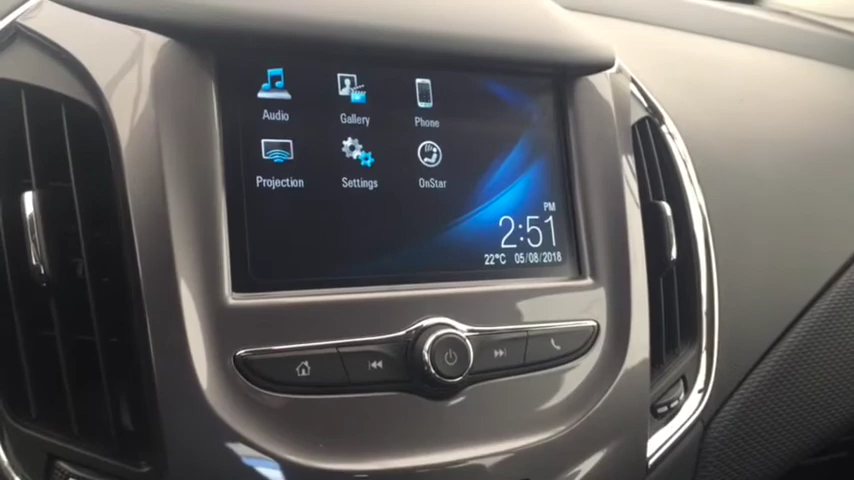 Audio
Gallery
Phone
Projection
Settings
OnStar
PM
2:51
22°C 05/08/2018